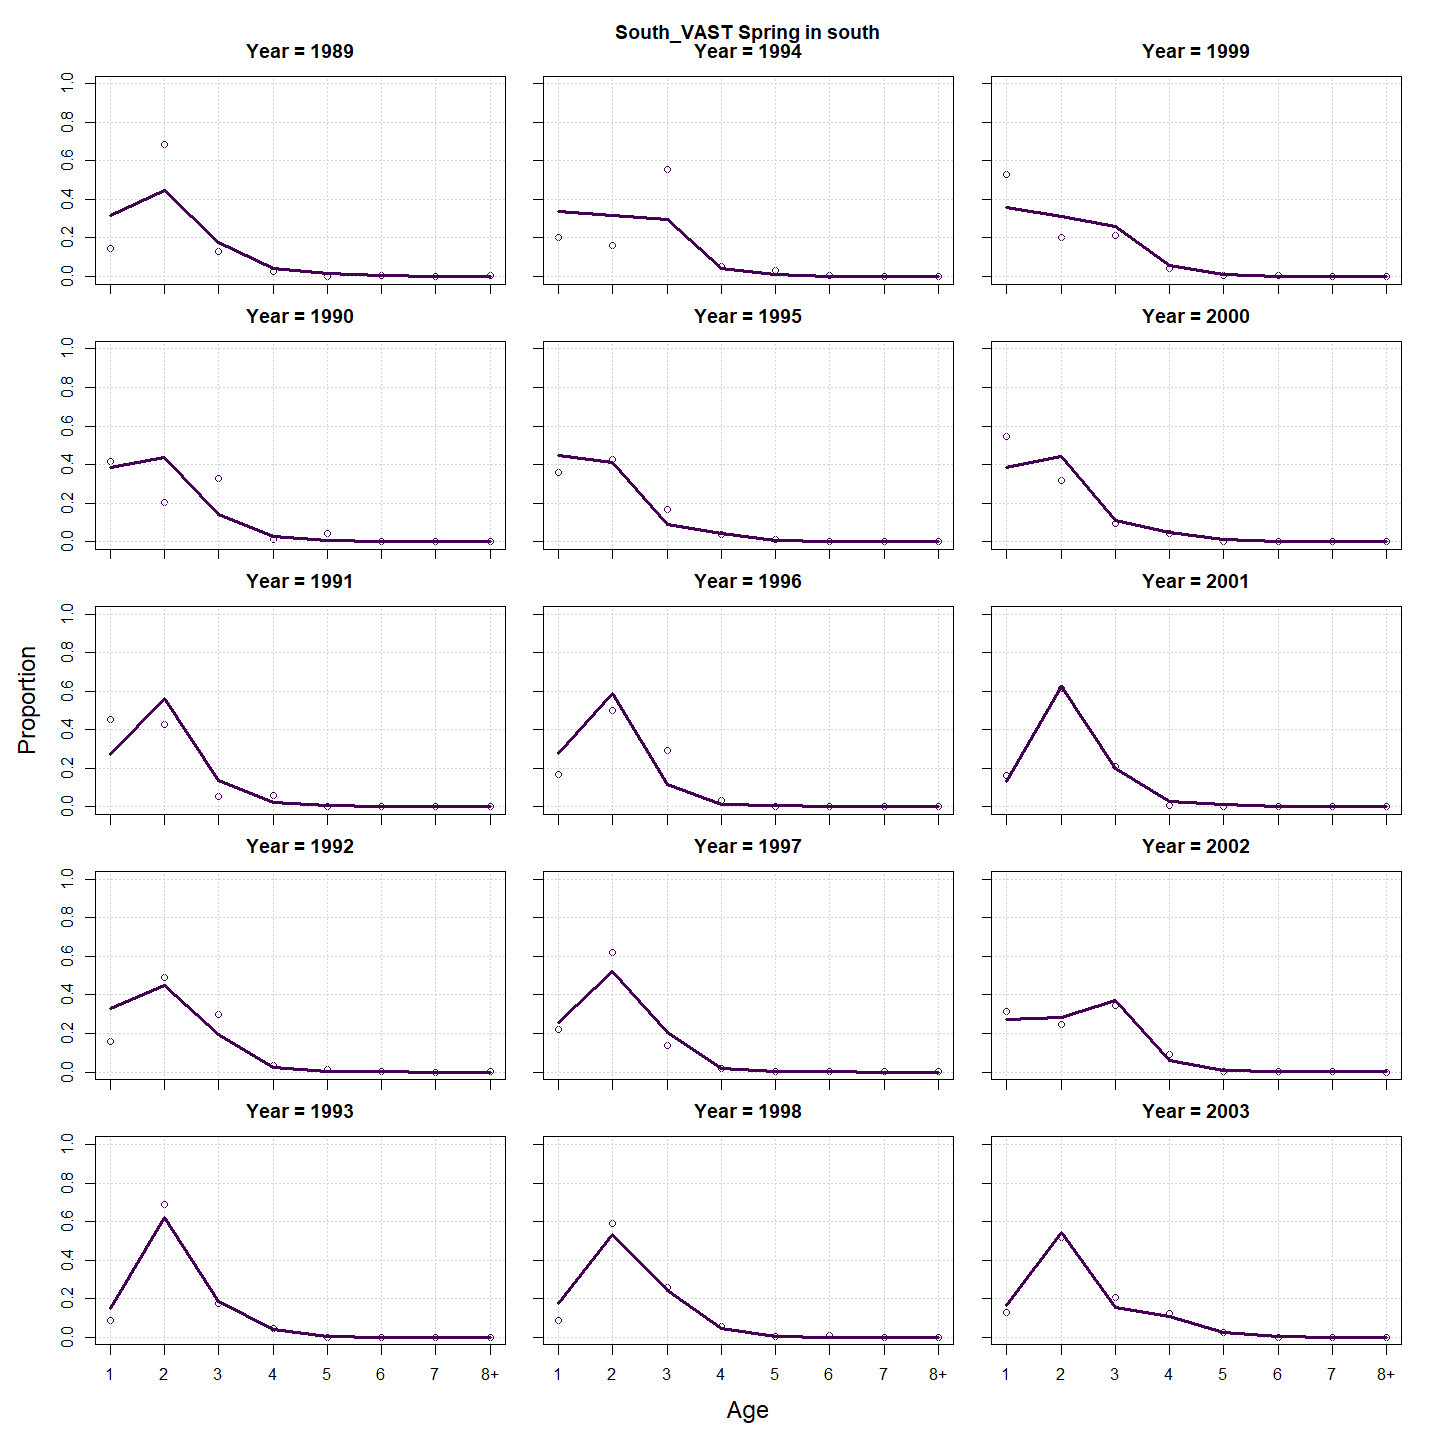 South_VAST Spring in south
Year = 1989
Year = 1994
Year = 1999
0.0 0.2 0.4 0.6 0.8 1.0
Year = 1990
Year = 1995
Year = 2000
0.0 0.2 0.4 0.6 0.8 1.0
Year = 1991
Year = 1996
Year = 2001
0.0 0.2 0.4 0.6 0.8 1.0
Proportion
Year = 1992
Year = 1997
Year = 2002
0.0 0.2 0.4 0.6 0.8 1.0
Year = 1993
Year = 1998
Year = 2003
0.0 0.2 0.4 0.6 0.8 1.0
1 2 3 4 5 6 7 8+
1 2 3 4 5 6 7 8+
1 2 3 4 5 6 7 8+
Age